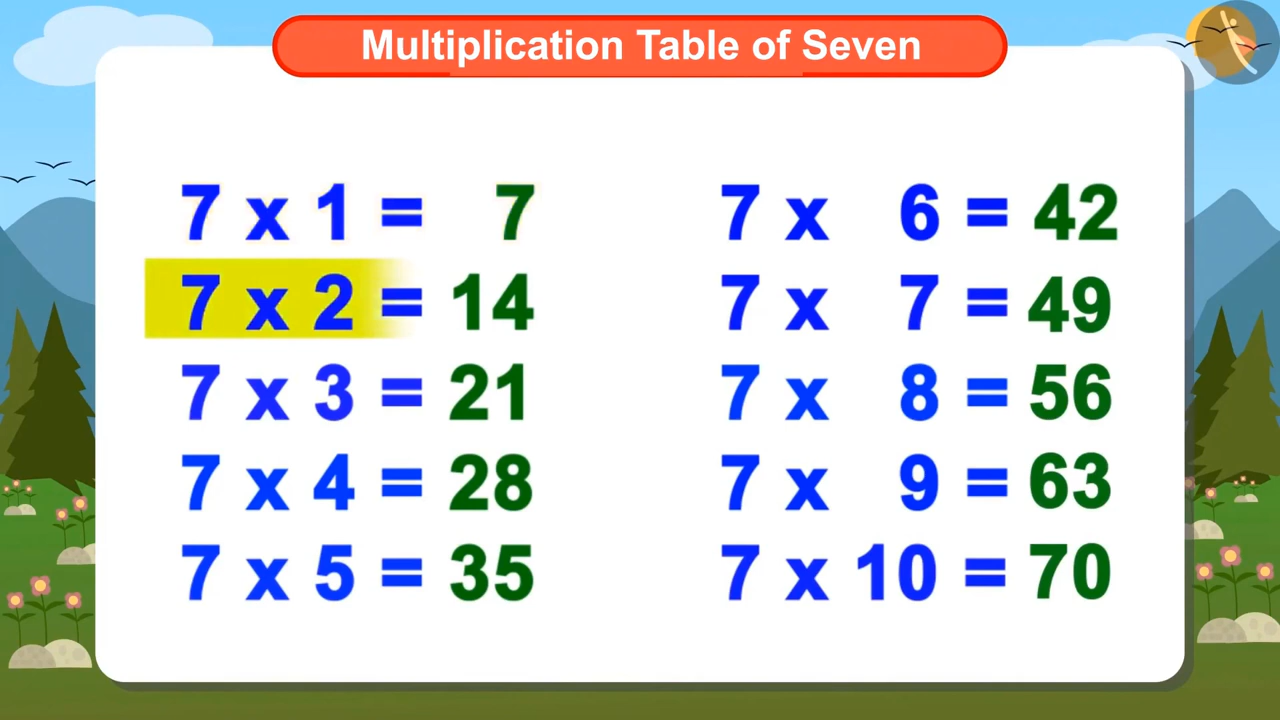 Multiplication Table of Seven
7 x 1 = 7
7 x 2 = 14
7 x 3 = 21
7 x 4 = 28
7 x 5 = 35
7 x 6 = 42
7 x 7 = 49
7 x 8 = 56
7 x 9 = 63
7 x 10 = 70